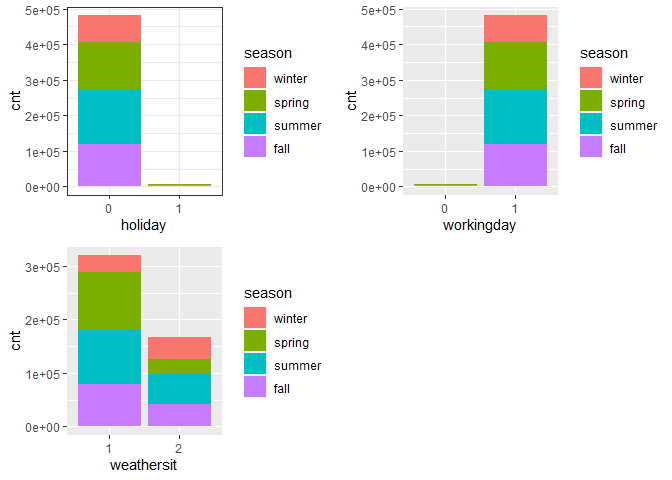 5e+05
4e+05
3e+05
2e+05
1e+05
0e+00
cnt
0 1
holiday
season
winter
spring
summer
fall
5e+05
4e+05
3e+05
2e+05
1e+05
0e+00
cnt
0 1
workingday
season
winter
spring
summer
fall
3e+05
2e+05
1e+05
0e+00
cnt
1 2
weathersit
season
winter
spring
summer
fall